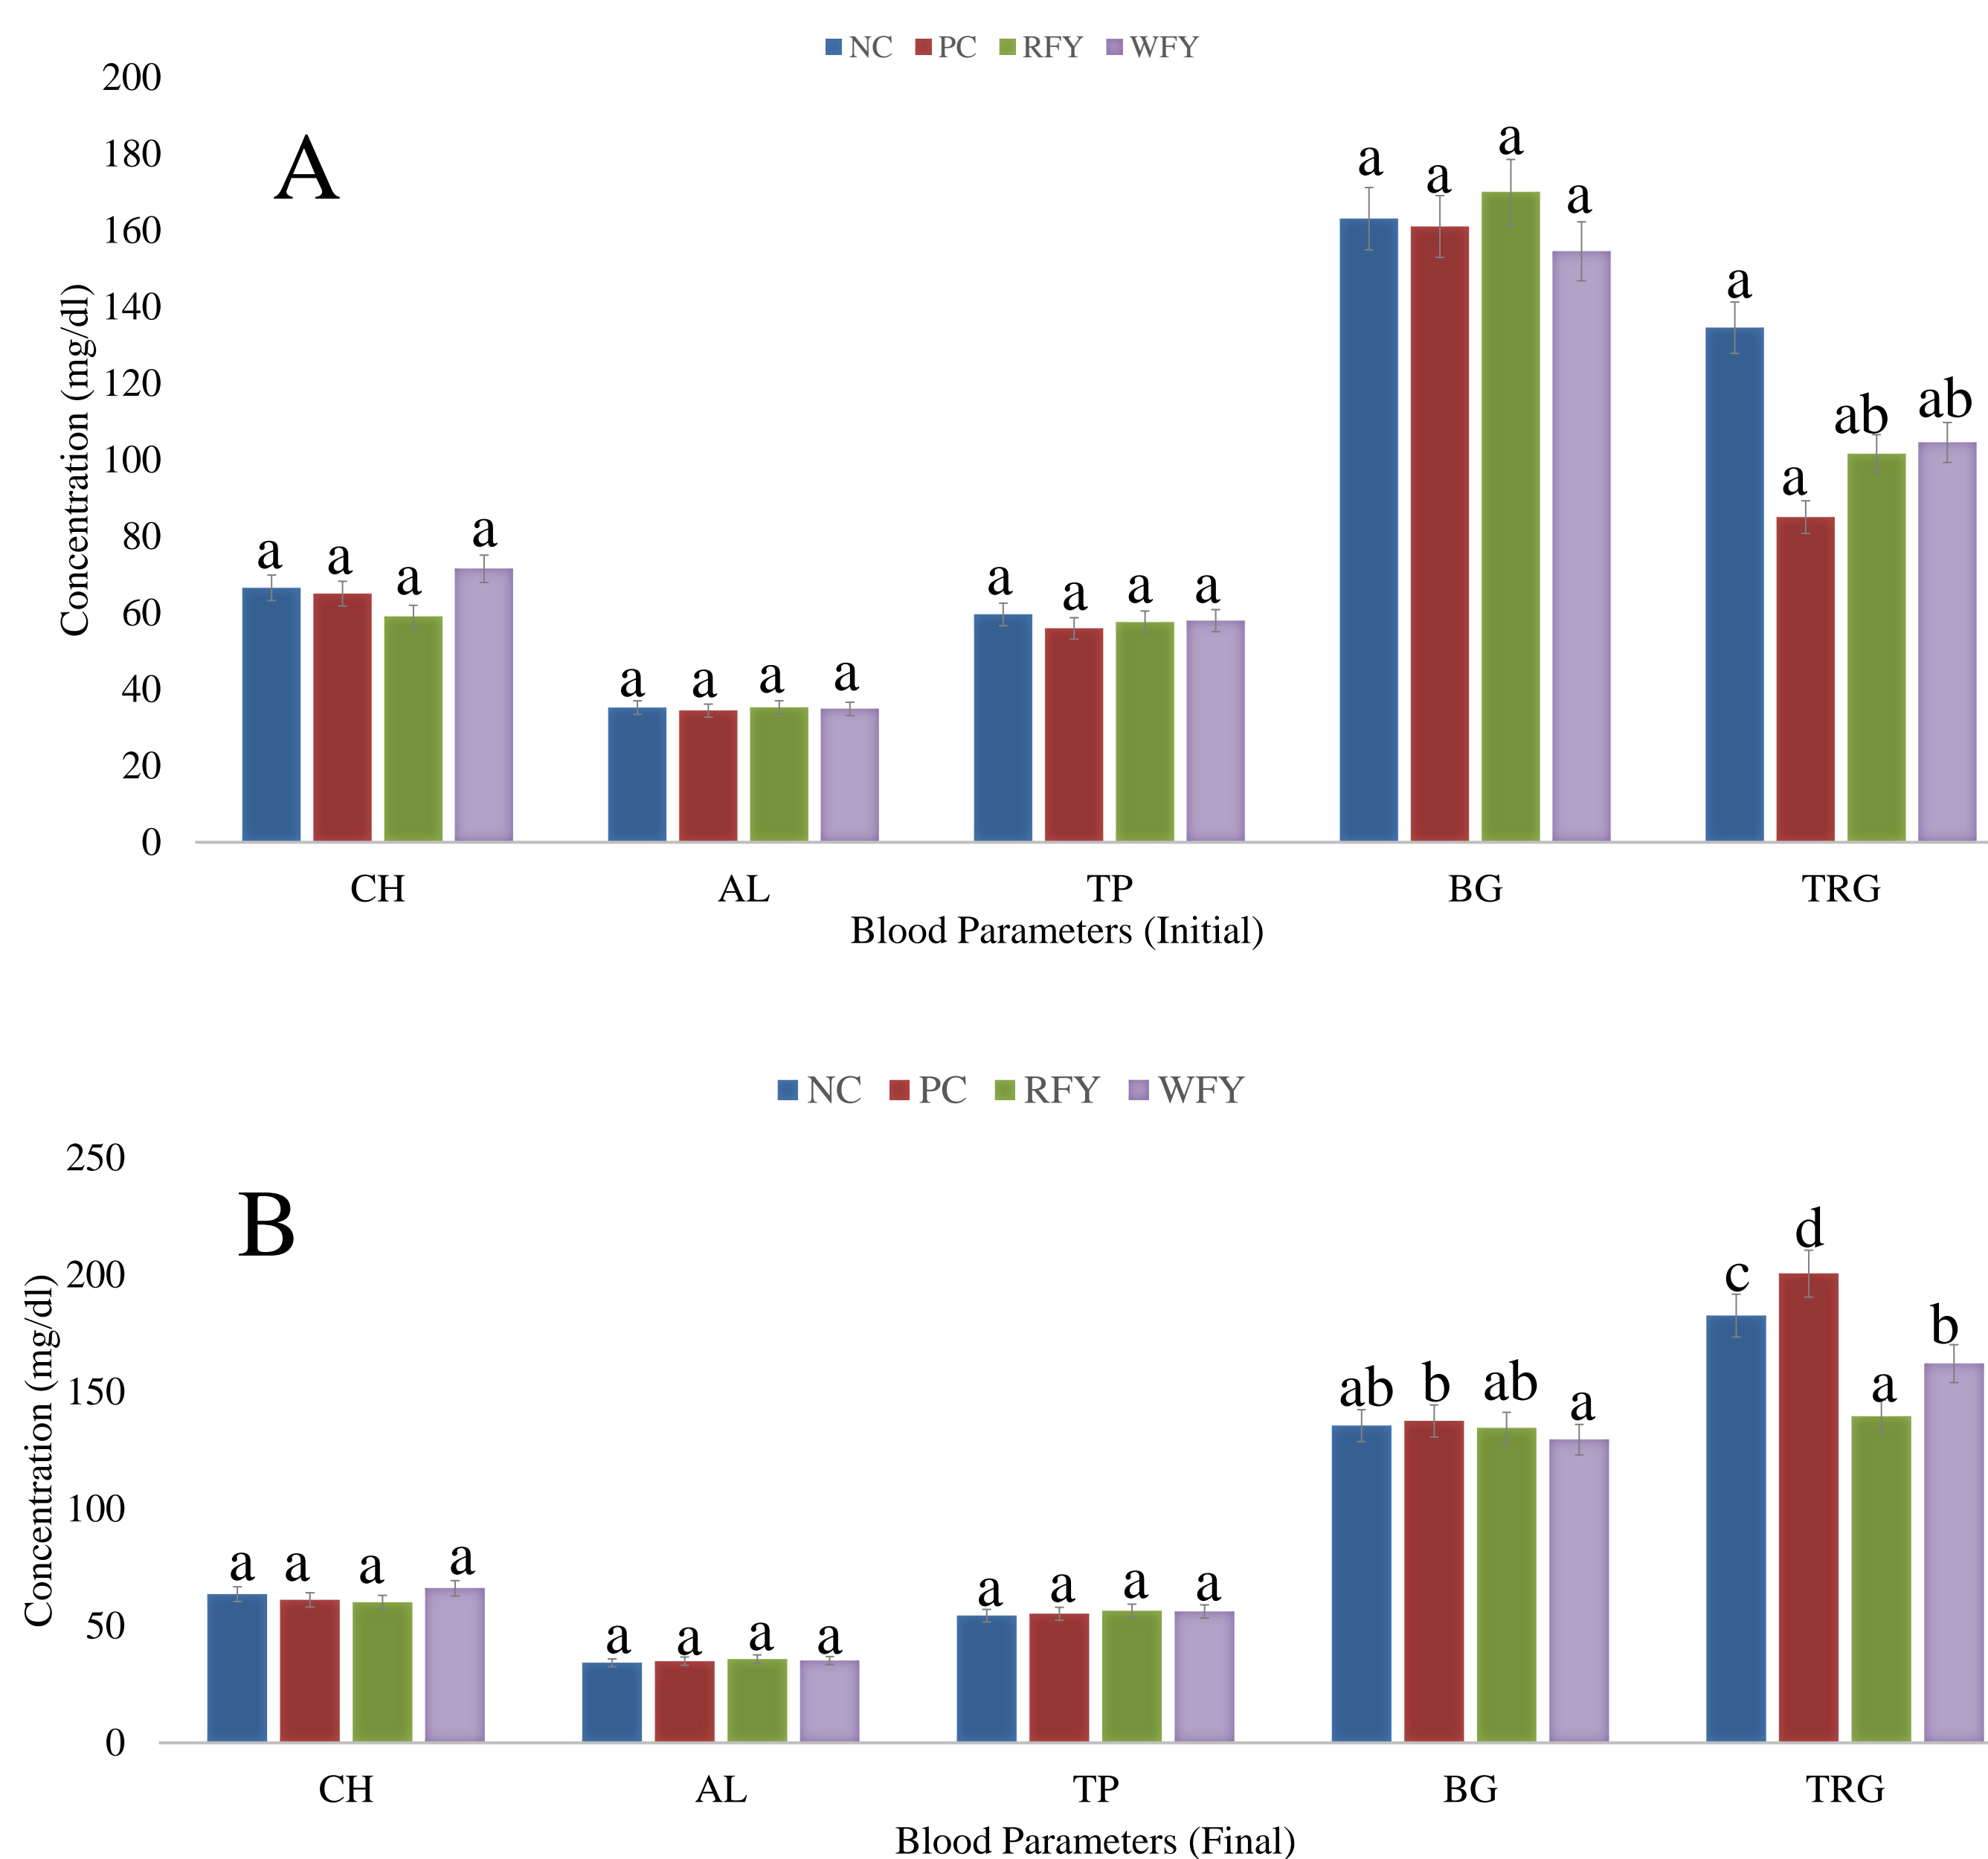 NC PC RFY WFY
200
180
160
140
120
100
80
60
40
20
0
Concentration (mg/dl)
A
a a a a
a a a a
a a a a
a a a a
a a ab ab
CH AL TP BG TRG
Blood Parameters (Initial)
NC PC RFY WFY
250
200
150
100
50
0
Concentration (mg/dl)
B
a a a a
a a a a
a a a a
ab b ab a
c d a b
CH AL TP BG TRG
Blood Parameters (Final)